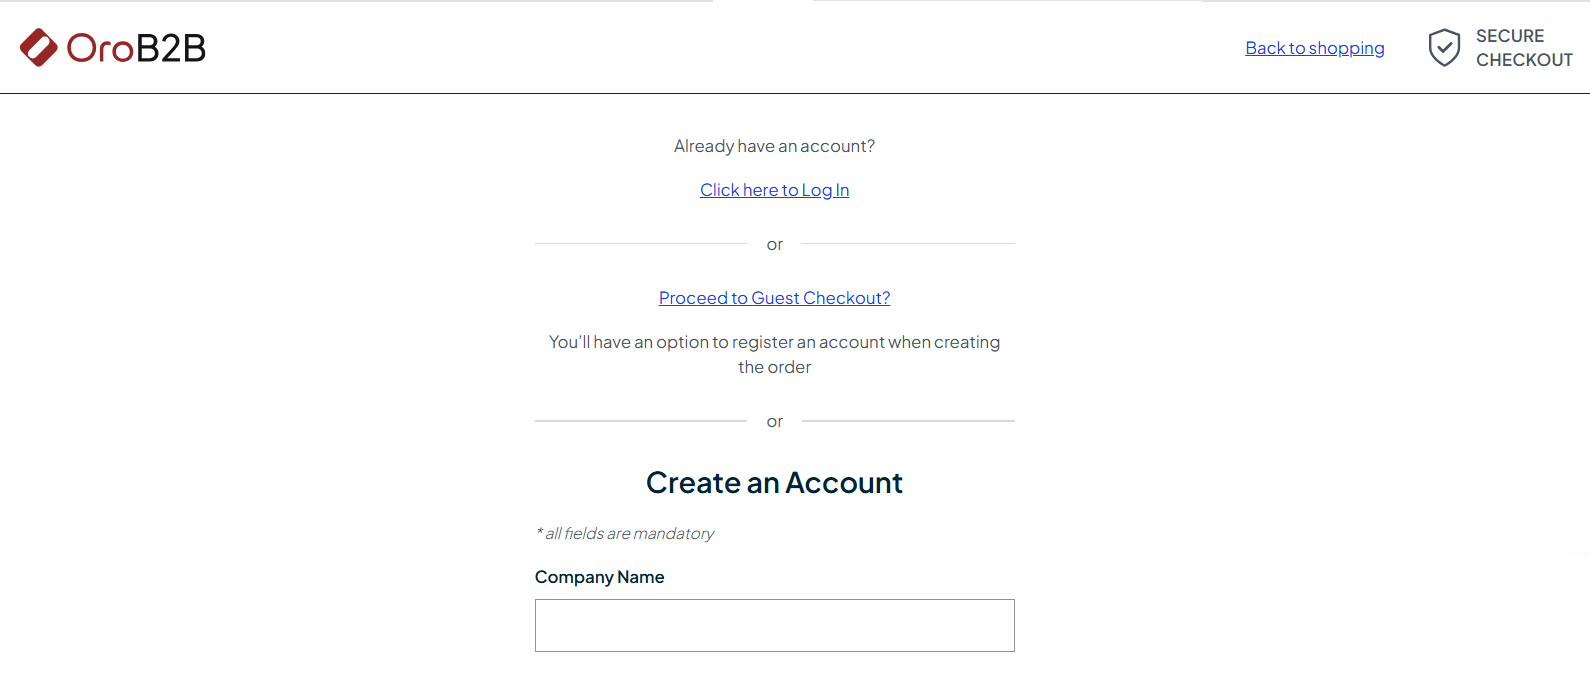 OroB2B
Back to shopping
SECURE
CHECKOUT
Already have an account?
Click here to Log In
or
Proceed to Guest Checkout?
You'll have an option to register an account when creating
the order
or
Create an Account
* all fields are mandatory
Company Name